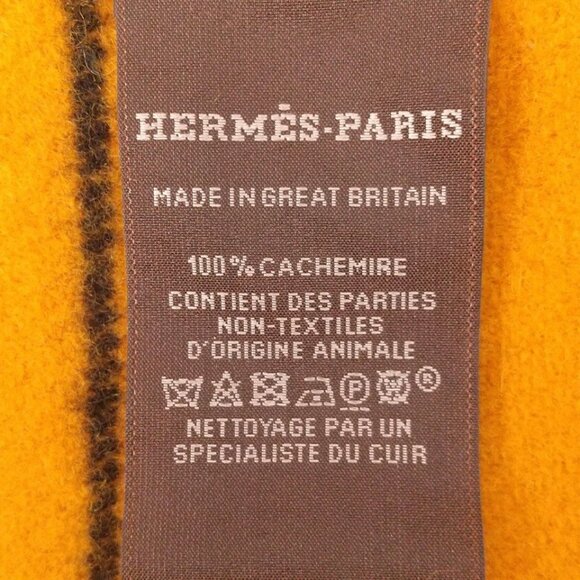 HERMÈS-PARIS
MADE IN GREAT BRITAIN
100% CACHEMIRE
CONTIENT DES PARTIES
NON-TEXTILES
D'ORIGINE ANIMALE
P ®
NETTOYAGE PAR UN
SPECIALISTE DU CUIR